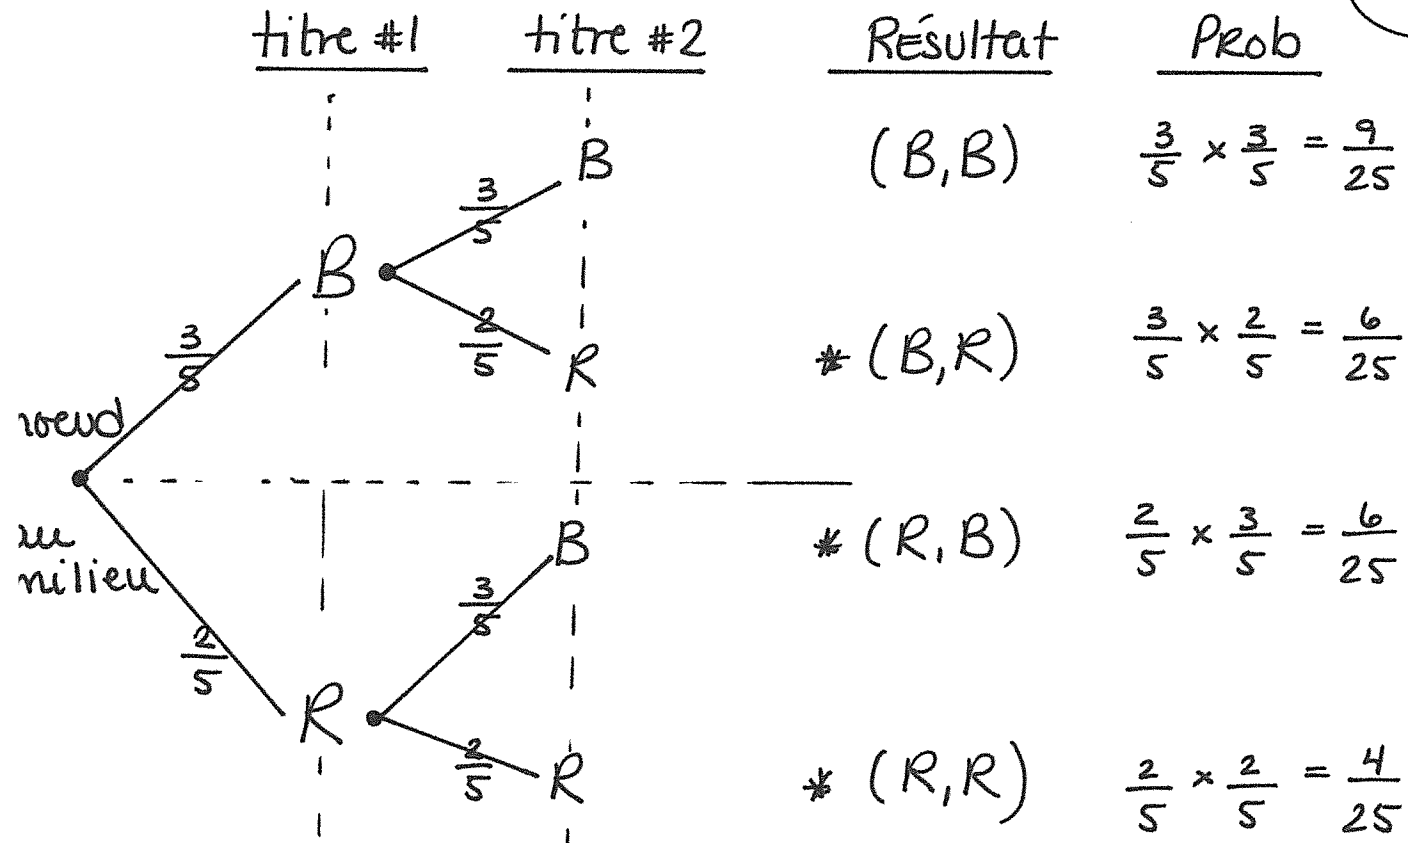 titre #1 titre #2 Résultat Prob
B
3/5
(B,B) 3/5 × 3/5 = 9/25
B
3/5
2/5
R
* (B,R) 3/5 × 2/5 = 6/25
B
3/5
* (R,B) 2/5 × 3/5 = 6/25
milieu
2/5
R
2/5
R
* (R,R) 2/5 × 2/5 = 4/25